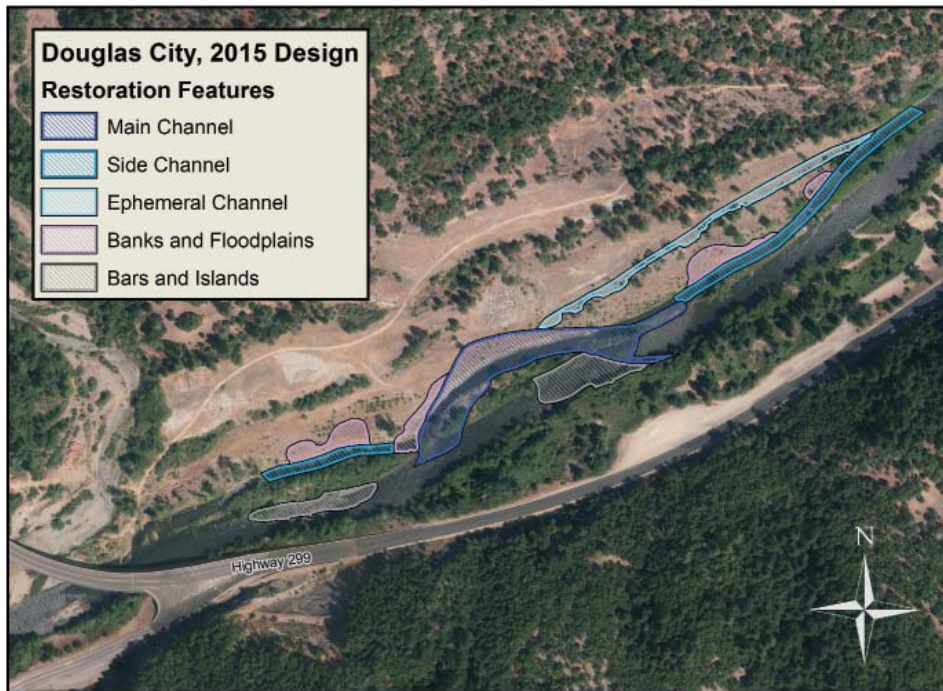 Douglas City, 2015 Design
Restoration Features
Main Channel
Side Channel
Ephemeral Channel
Banks and Floodplains
Bars and Islands
Highway 299
N